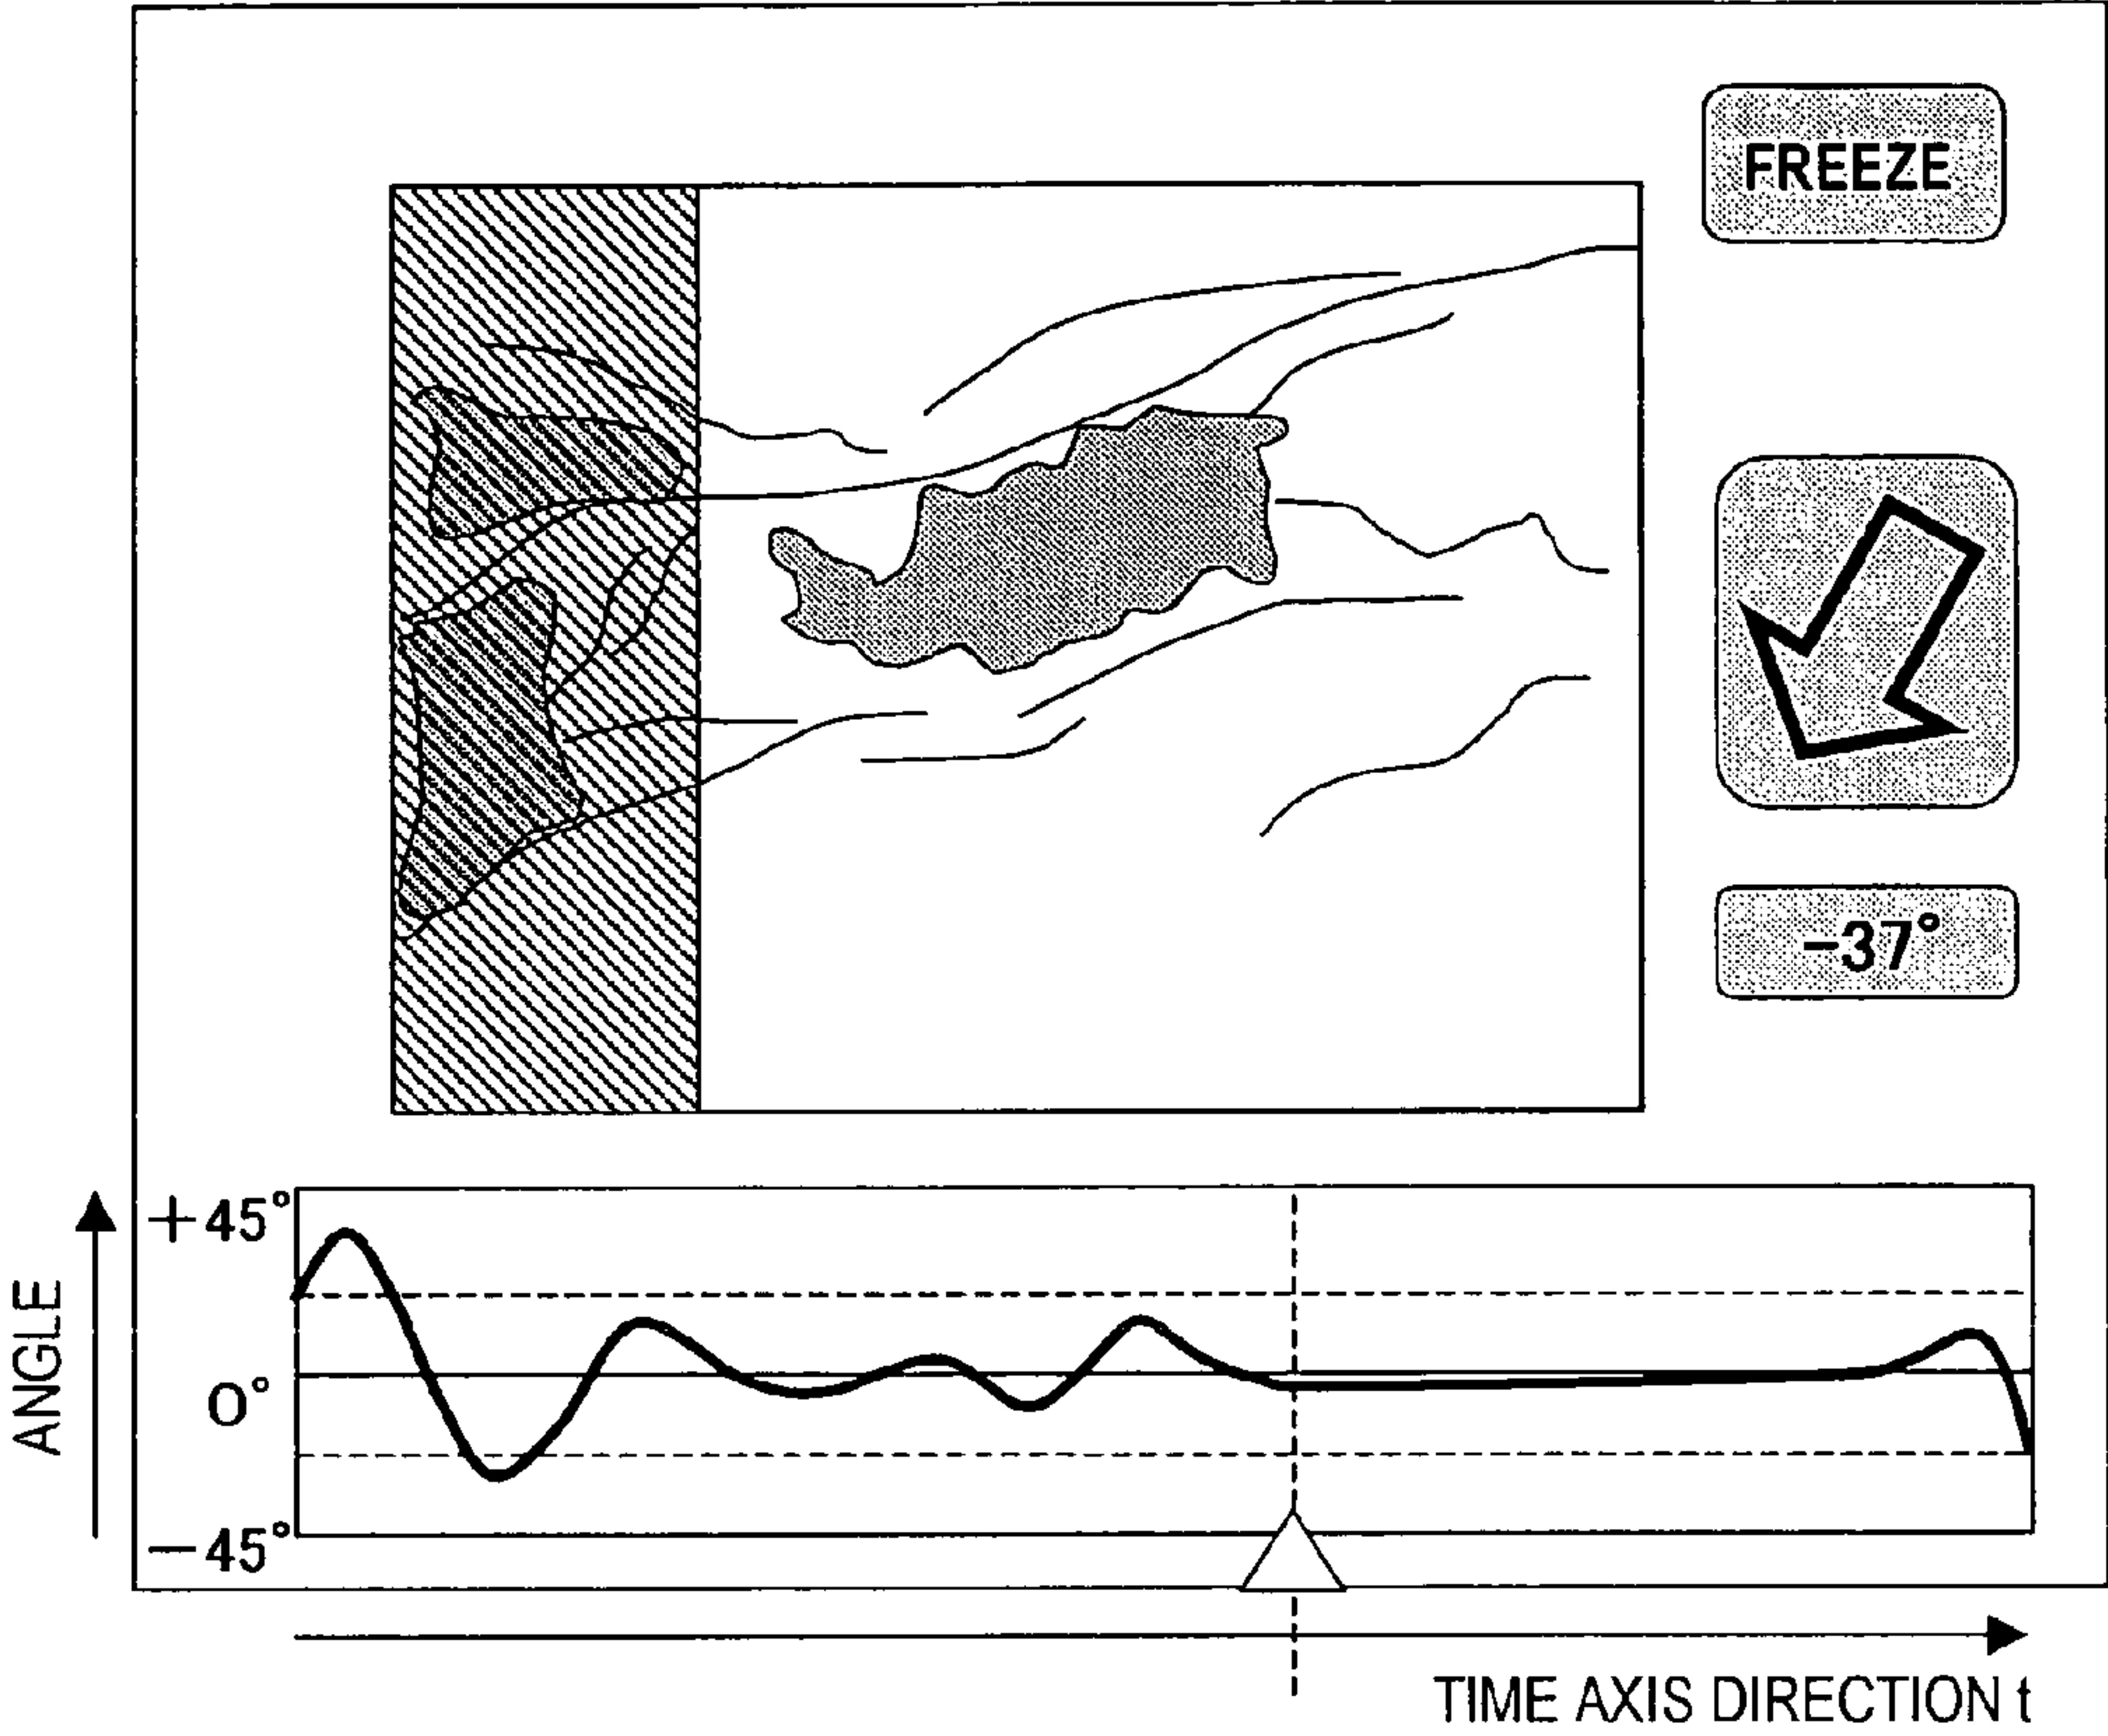 FREEZE
-37°
+45°
0°
-45°
ANGLE
TIME AXIS DIRECTION t